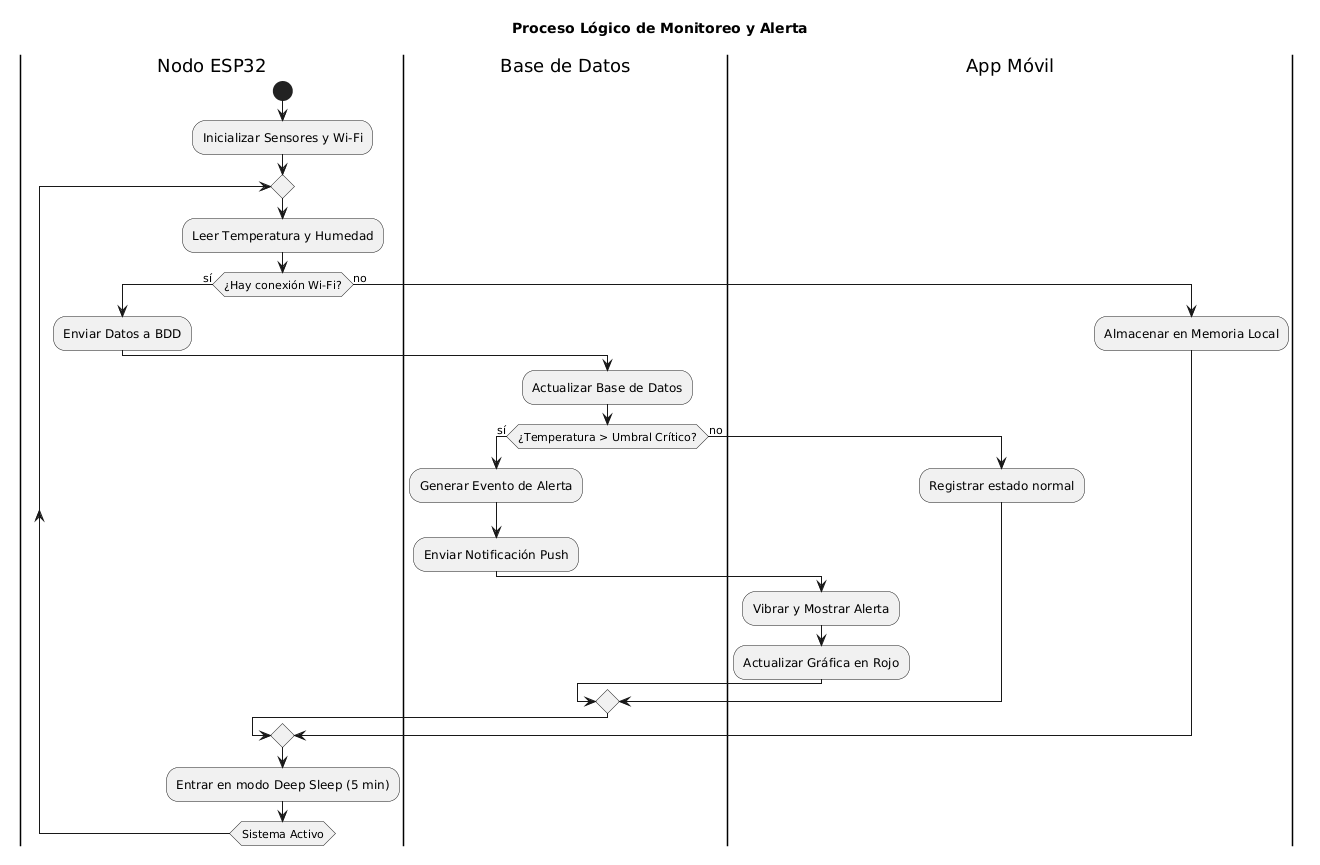 Proceso Lógico de Monitoreo y Alerta
Nodo ESP32
Base de Datos
App Móvil
Inicializar Sensores y Wi-Fi
Leer Temperatura y Humedad
sí
¿Hay conexión Wi-Fi?
no
Enviar Datos a BDD
Almacenar en Memoria Local
Actualizar Base de Datos
sí
¿Temperatura > Umbral Crítico?
no
Generar Evento de Alerta
Registrar estado normal
Enviar Notificación Push
Vibrar y Mostrar Alerta
Actualizar Gráfica en Rojo
Entrar en modo Deep Sleep (5 min)
Sistema Activo